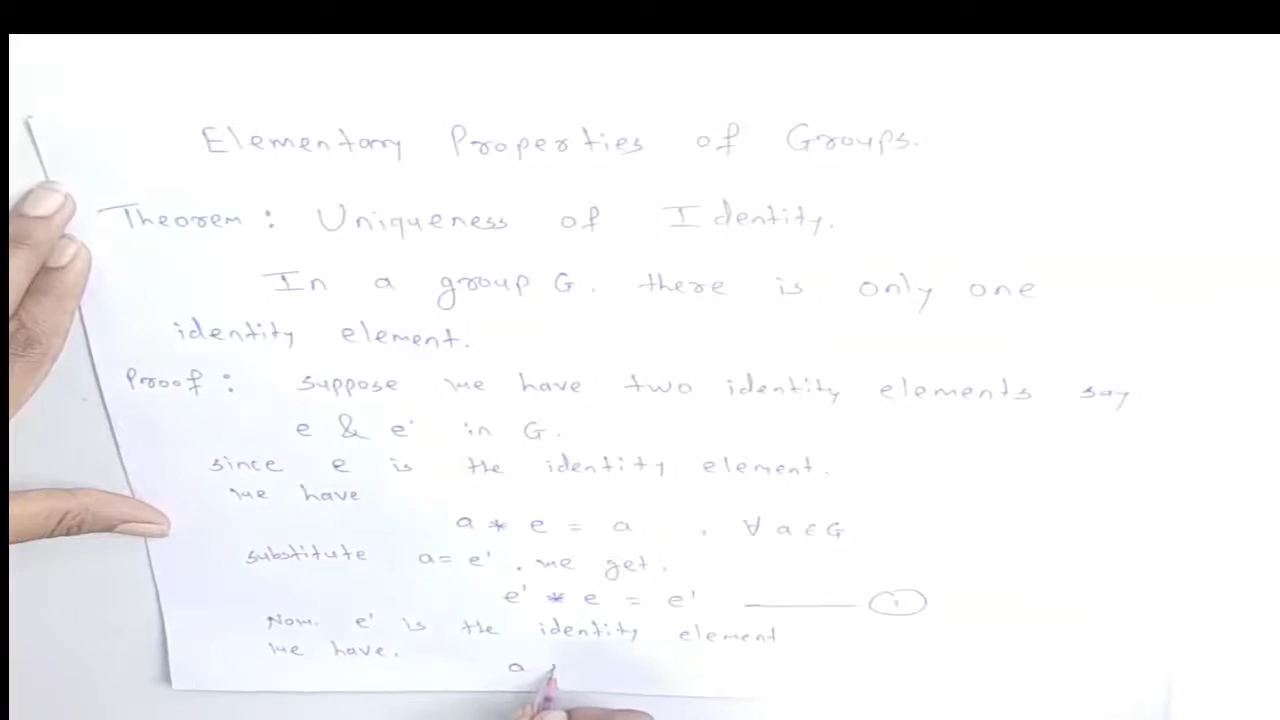 Elementary Properties of Groups.
Theorem: Uniqueness of Identity.
In a group G. there is only one
identity element.
Proof: suppose we have two identity elements say
e & e' in G.
since e is the identity element.
we have
a * e = a , ∀ a ∈ G
substitute a = e' , we get.
e' * e = e' ——— ①
Now. e' is the identity element
we have.
a